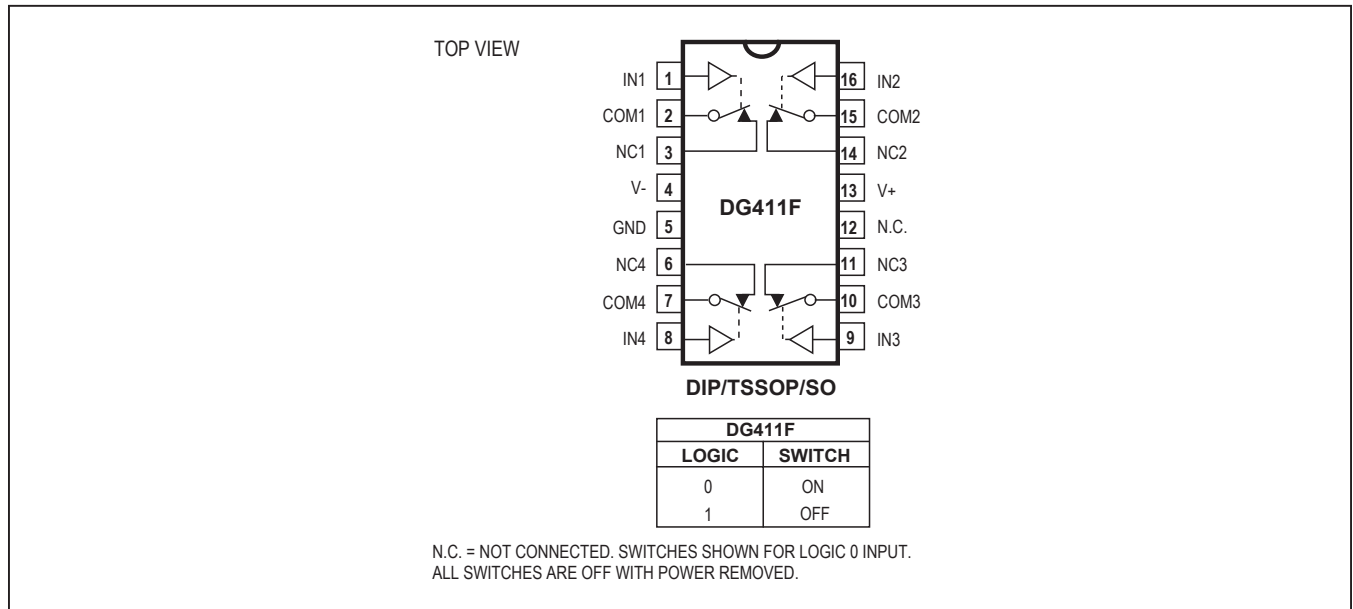 TOP VIEW
IN1 1 16 IN2
COM1 2 15 COM2
NC1 3 14 NC2
V- 4 13 V+
DG411F
GND 5 12 N.C.
NC4 6 11 NC3
COM4 7 10 COM3
IN4 8 9 IN3
DIP/TSSOP/SO
DG411F
LOGIC SWITCH
0 ON
1 OFF
N.C. = NOT CONNECTED. SWITCHES SHOWN FOR LOGIC 0 INPUT.
ALL SWITCHES ARE OFF WITH POWER REMOVED.